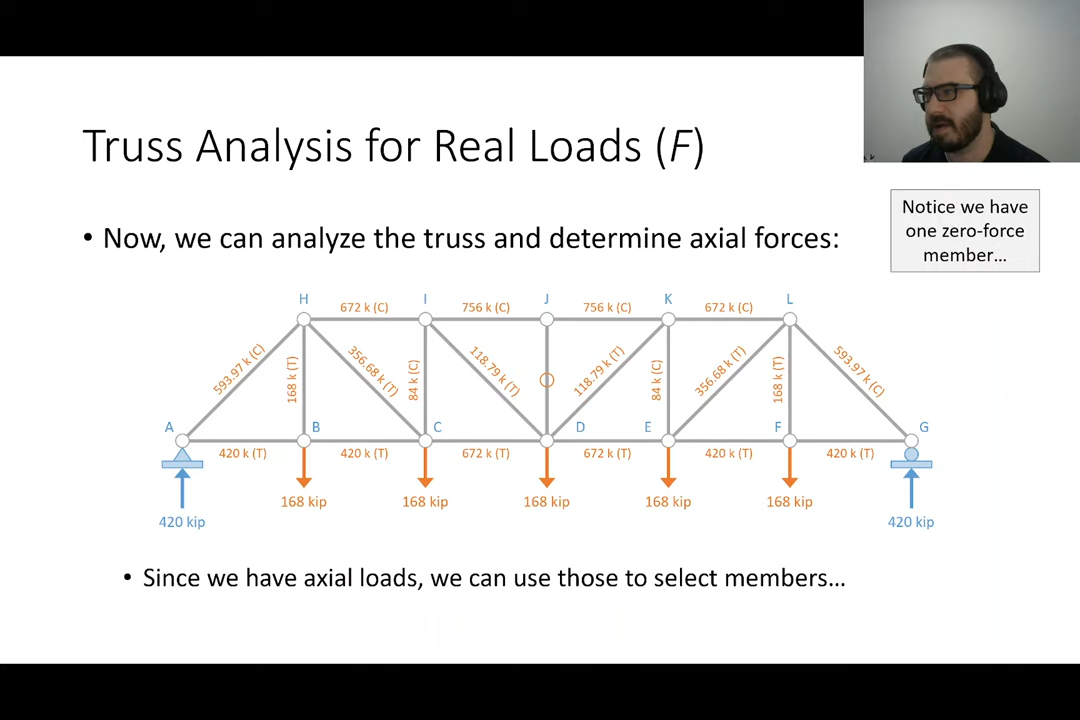 Truss Analysis for Real Loads (F)
Notice we have
one zero-force
member…
• Now, we can analyze the truss and determine axial forces:
H
I
J
K
L
672 k (C)
756 k (C)
756 k (C)
672 k (C)
593.97 k (C)
168 k (T)
356.68 k (T)
84 k (C)
118.79 k (T)
118.79 k (T)
84 k (C)
356.68 k (T)
168 k (T)
593.97 k (C)
A
B
C
D
E
F
G
420 k (T)
420 k (T)
672 k (T)
672 k (T)
420 k (T)
420 k (T)
168 kip
168 kip
168 kip
168 kip
168 kip
420 kip
420 kip
• Since we have axial loads, we can use those to select members…